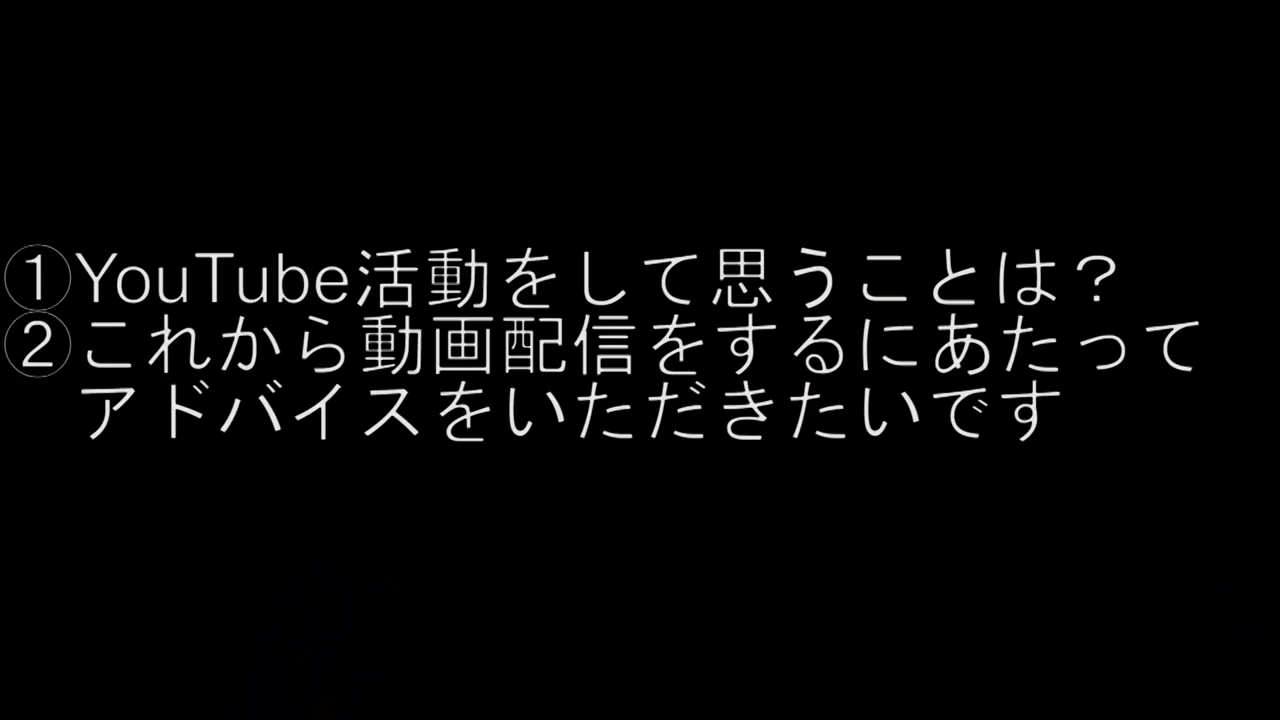 ①YouTube活動をして思うことは？
②これから動画配信をするにあたって
アドバイスをいただきたいです